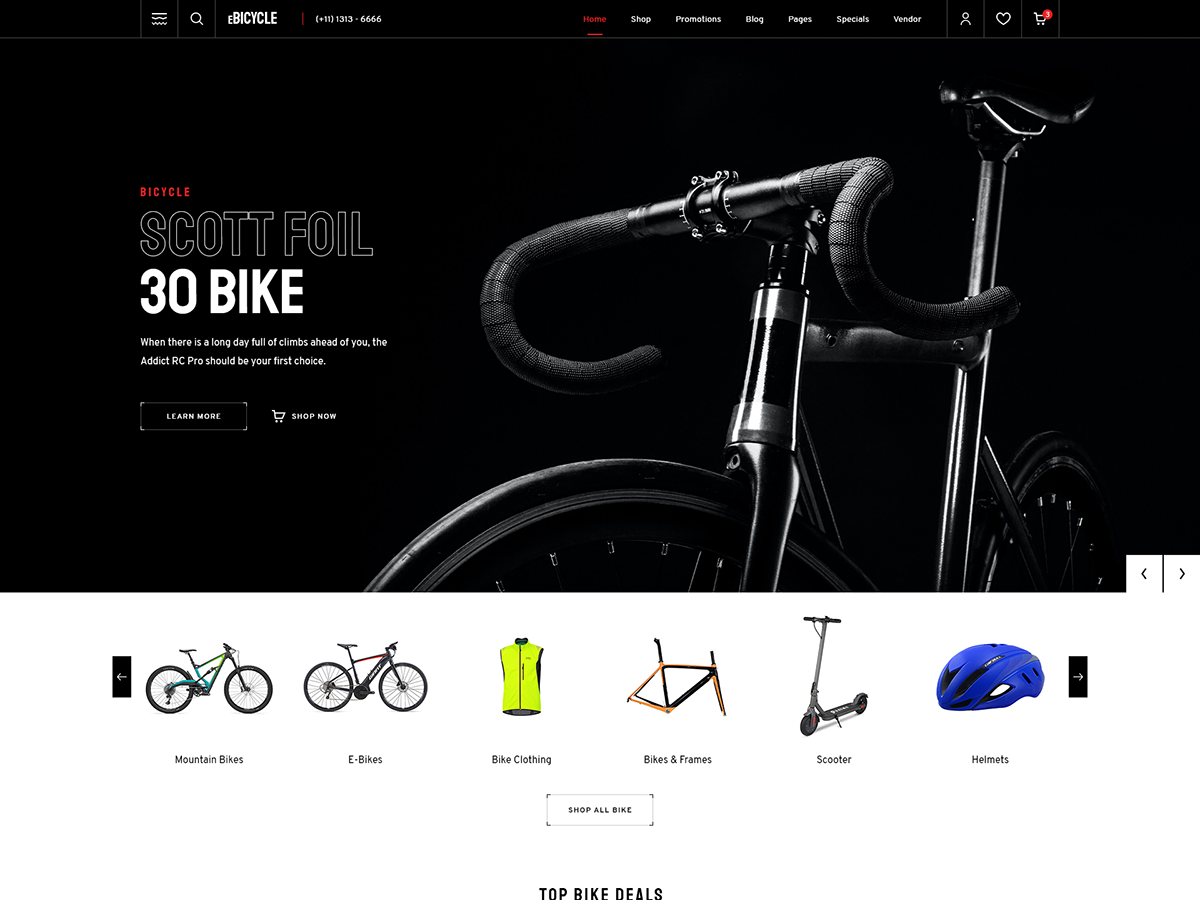 eBICYCLE
(+11) 1313 - 6666
Home
Shop
Promotions
Blog
Pages
Specials
Vendor
3
BICYCLE
SCOTT FOIL
30 BIKE
When there is a long day full of climbs ahead of you, the
Addict RC Pro should be your first choice.
LEARN MORE
SHOP NOW
Mountain Bikes
E-Bikes
Bike Clothing
Bikes & Frames
Scooter
Helmets
SHOP ALL BIKE
TOP BIKE DEALS